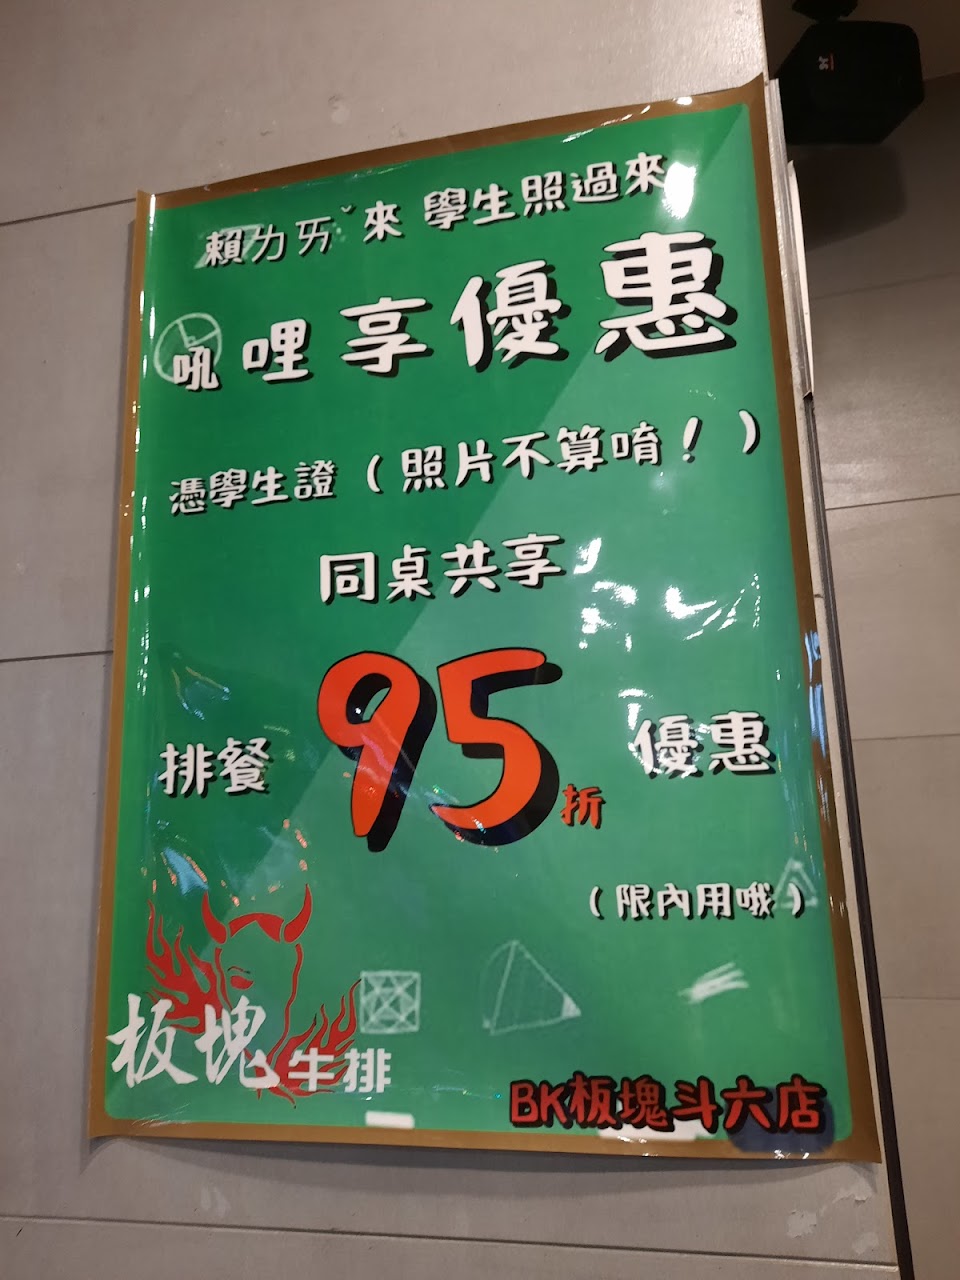 賴ㄌㄞˇ來 學生照過來
吼哩享優惠
憑學生證（照片不算唷！）
同桌共享
排餐 95折 優惠
（限內用哦）
板塊牛排
BK板塊斗六店